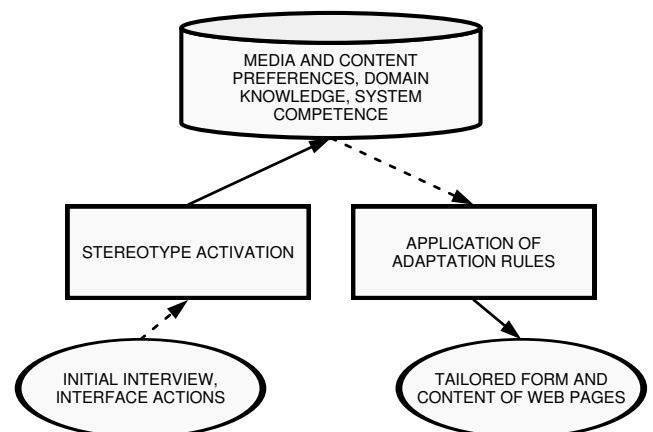 MEDIA AND CONTENT
PREFERENCES, DOMAIN
KNOWLEDGE, SYSTEM
COMPETENCE
STEREOTYPE ACTIVATION
APPLICATION OF
ADAPTATION RULES
INITIAL INTERVIEW,
INTERFACE ACTIONS
TAILORED FORM AND
CONTENT OF WEB PAGES